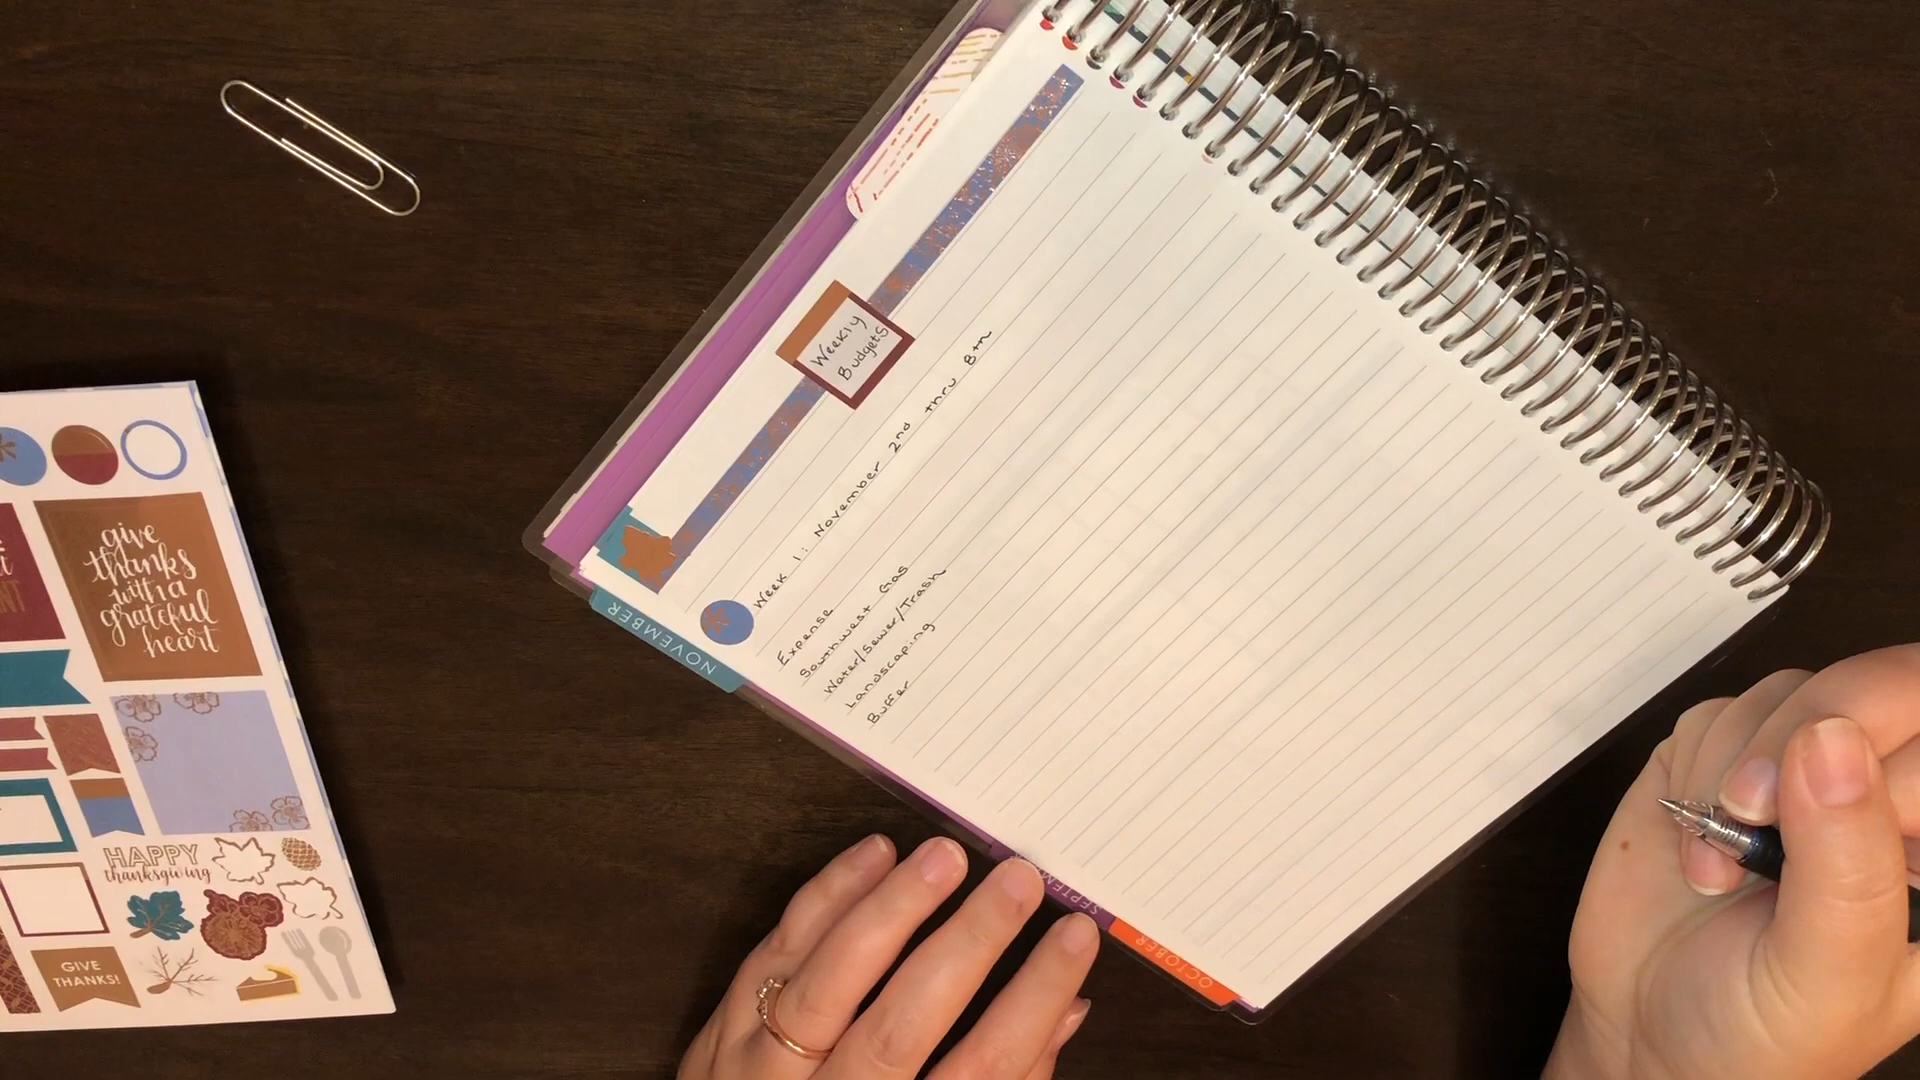 Weekly
Budgets
Week 1: November 2nd thru 8th
Expense
Southwest Gas
Water/Sewer/Trash
Landscaping
Buffer
NOVEMBER
OCTOBER
give
thanks
with a
grateful
heart
HAPPY
thanksgiving
GIVE
THANKS!